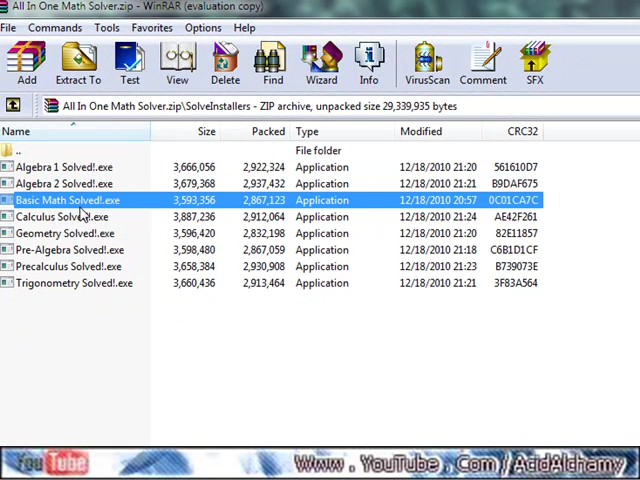 All In One Math Solver.zip - WinRAR (evaluation copy)
File Commands Tools Favorites Options Help
Add Extract To Test View Delete Find Wizard Info VirusScan Comment SFX
All In One Math Solver.zip\SolveInstallers - ZIP archive, unpacked size 29,339,935 bytes
Name Size Packed Type Modified CRC32
.. File folder
Algebra 1 Solved!.exe 3,666,056 2,922,324 Application 12/18/2010 21:20 561610D7
Algebra 2 Solved!.exe 3,679,368 2,937,432 Application 12/18/2010 21:21 B9DAF675
Basic Math Solved!.exe 3,593,356 2,867,123 Application 12/18/2010 20:57 0C01CA7C
Calculus Solved!.exe 3,887,236 2,912,064 Application 12/18/2010 21:24 AE42F261
Geometry Solved!.exe 3,596,420 2,832,198 Application 12/18/2010 21:20 82E11857
Pre-Algebra Solved!.exe 3,598,480 2,867,059 Application 12/18/2010 21:18 C6B1D1CF
Precalculus Solved!.exe 3,658,384 2,930,908 Application 12/18/2010 21:23 B739073E
Trigonometry Solved!.exe 3,660,436 2,913,464 Application 12/18/2010 21:21 3F83A564
YouTube Www . YouTube . Com / AcidAlchamy